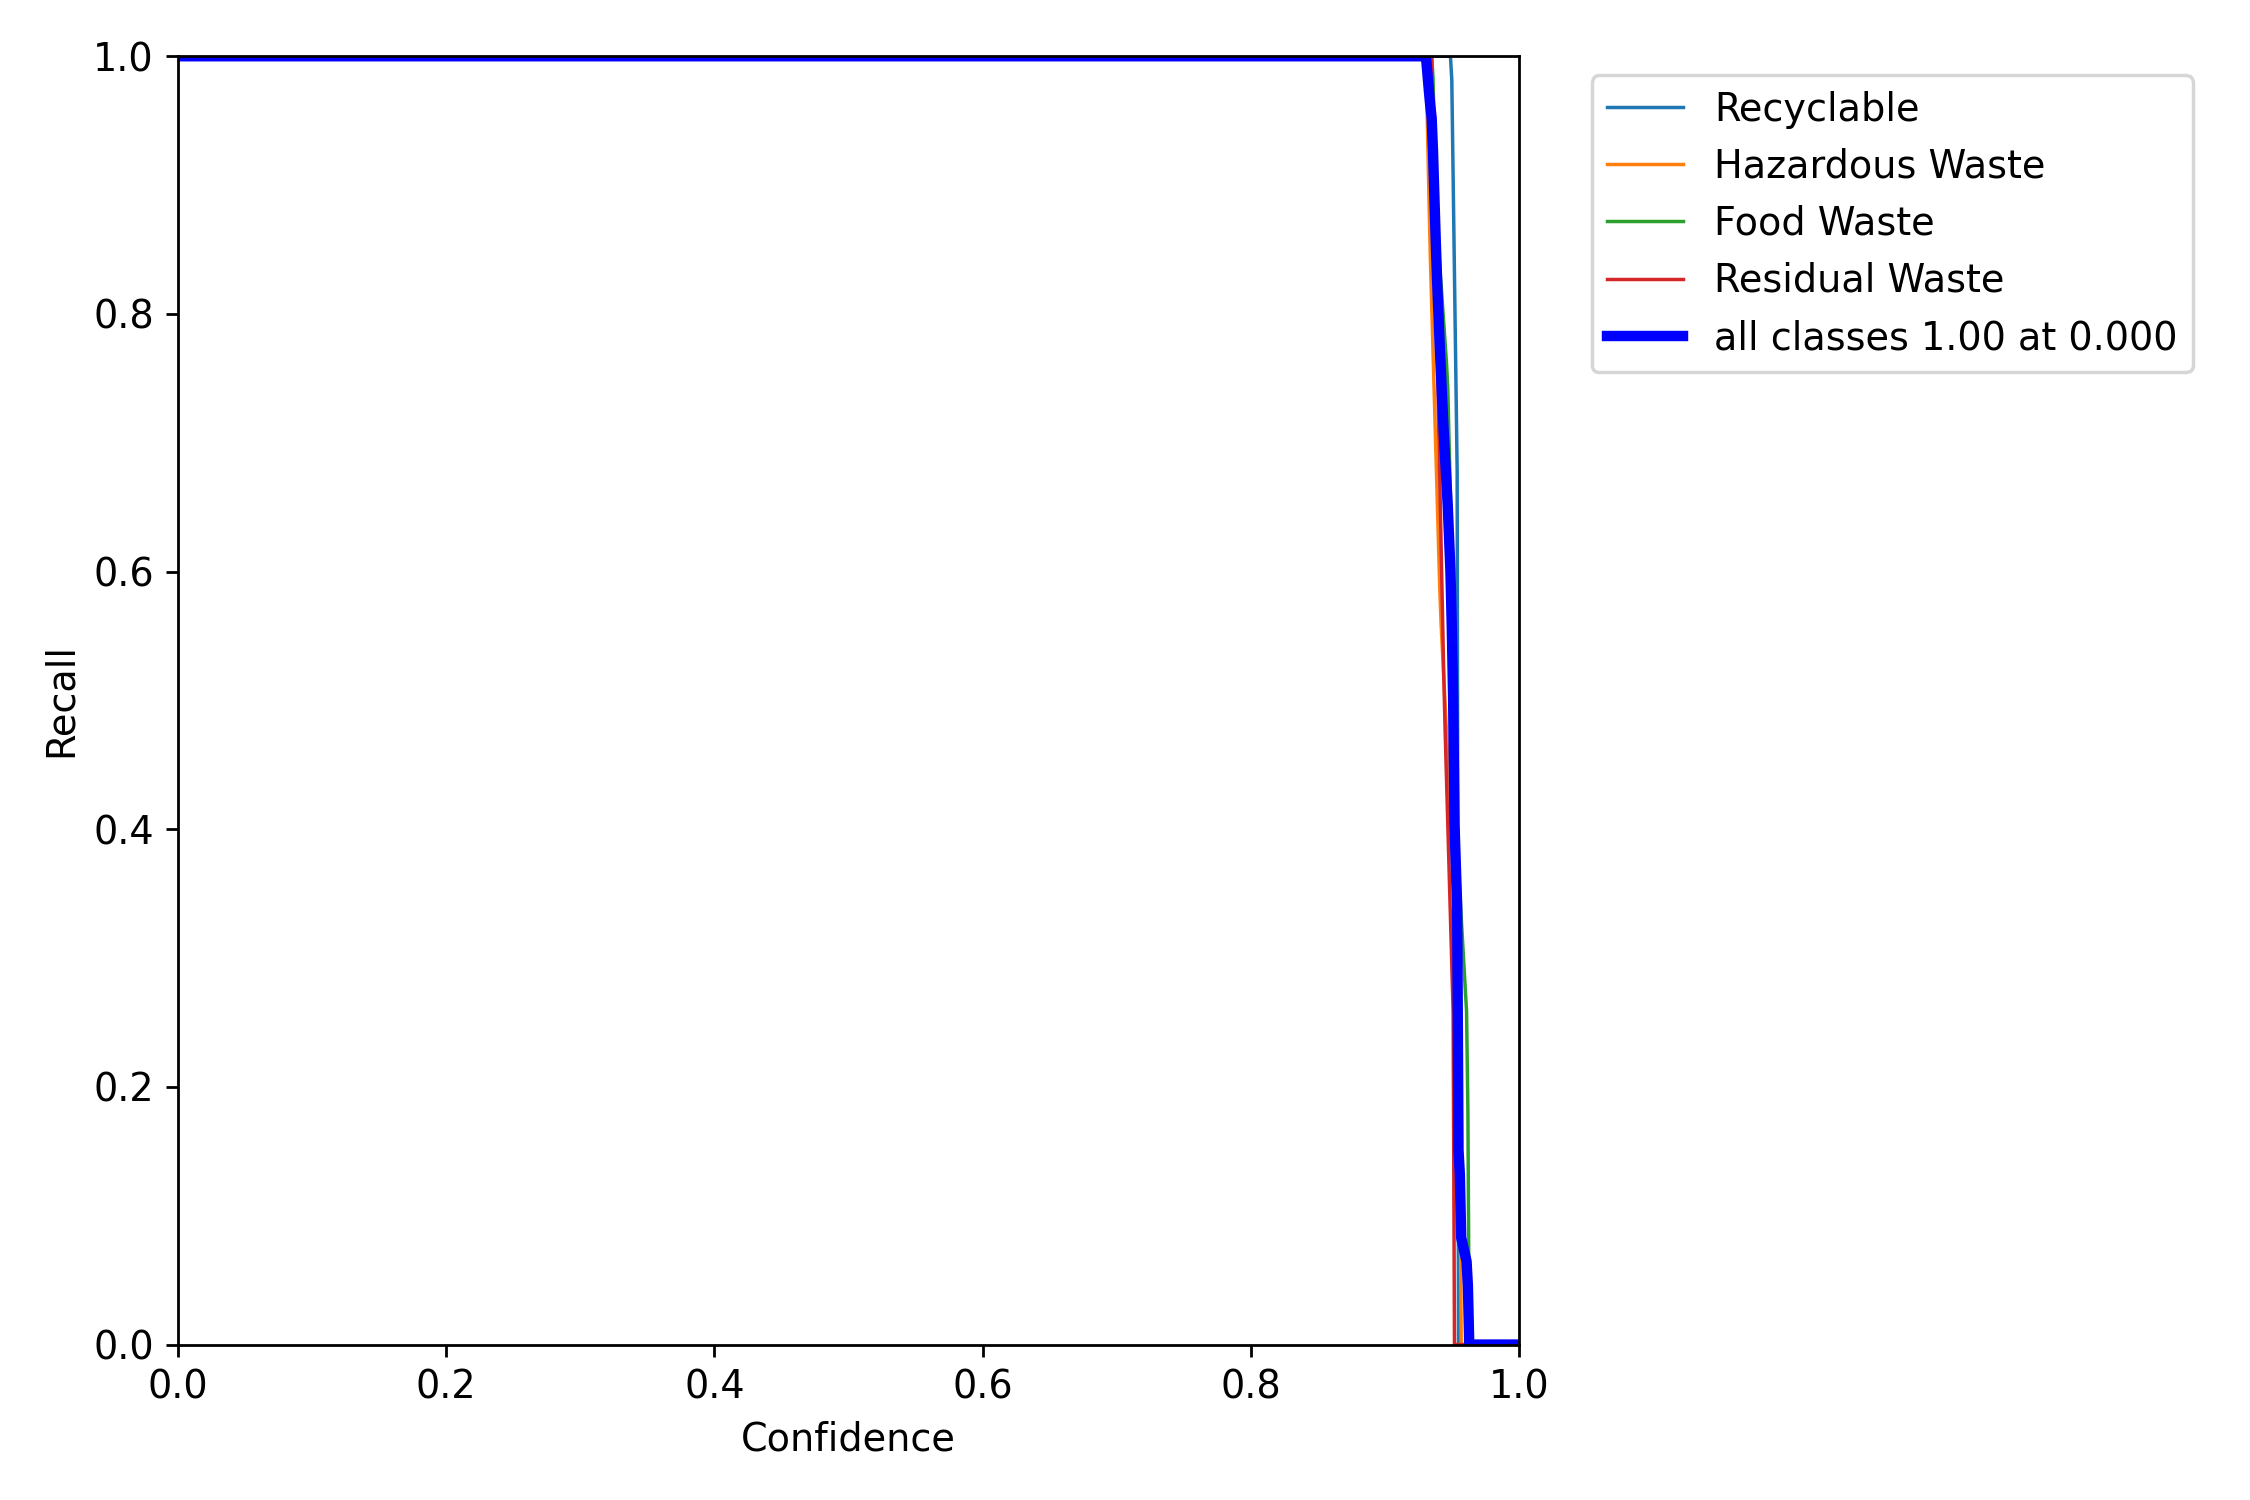 1.0
0.8
0.6
0.4
0.2
0.0
Recall
0.0 0.2 0.4 0.6 0.8 1.0
Confidence
Recyclable
Hazardous Waste
Food Waste
Residual Waste
all classes 1.00 at 0.000